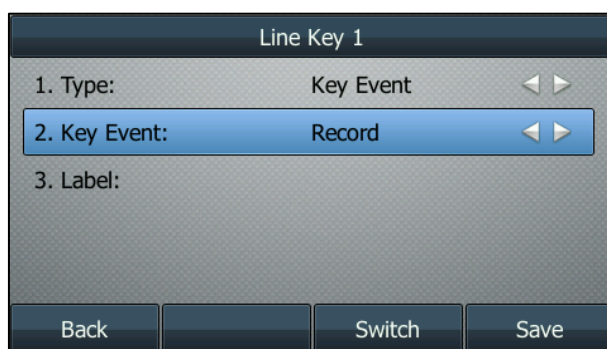 Line Key 1
1. Type: Key Event
2. Key Event: Record
3. Label:
Back Switch Save